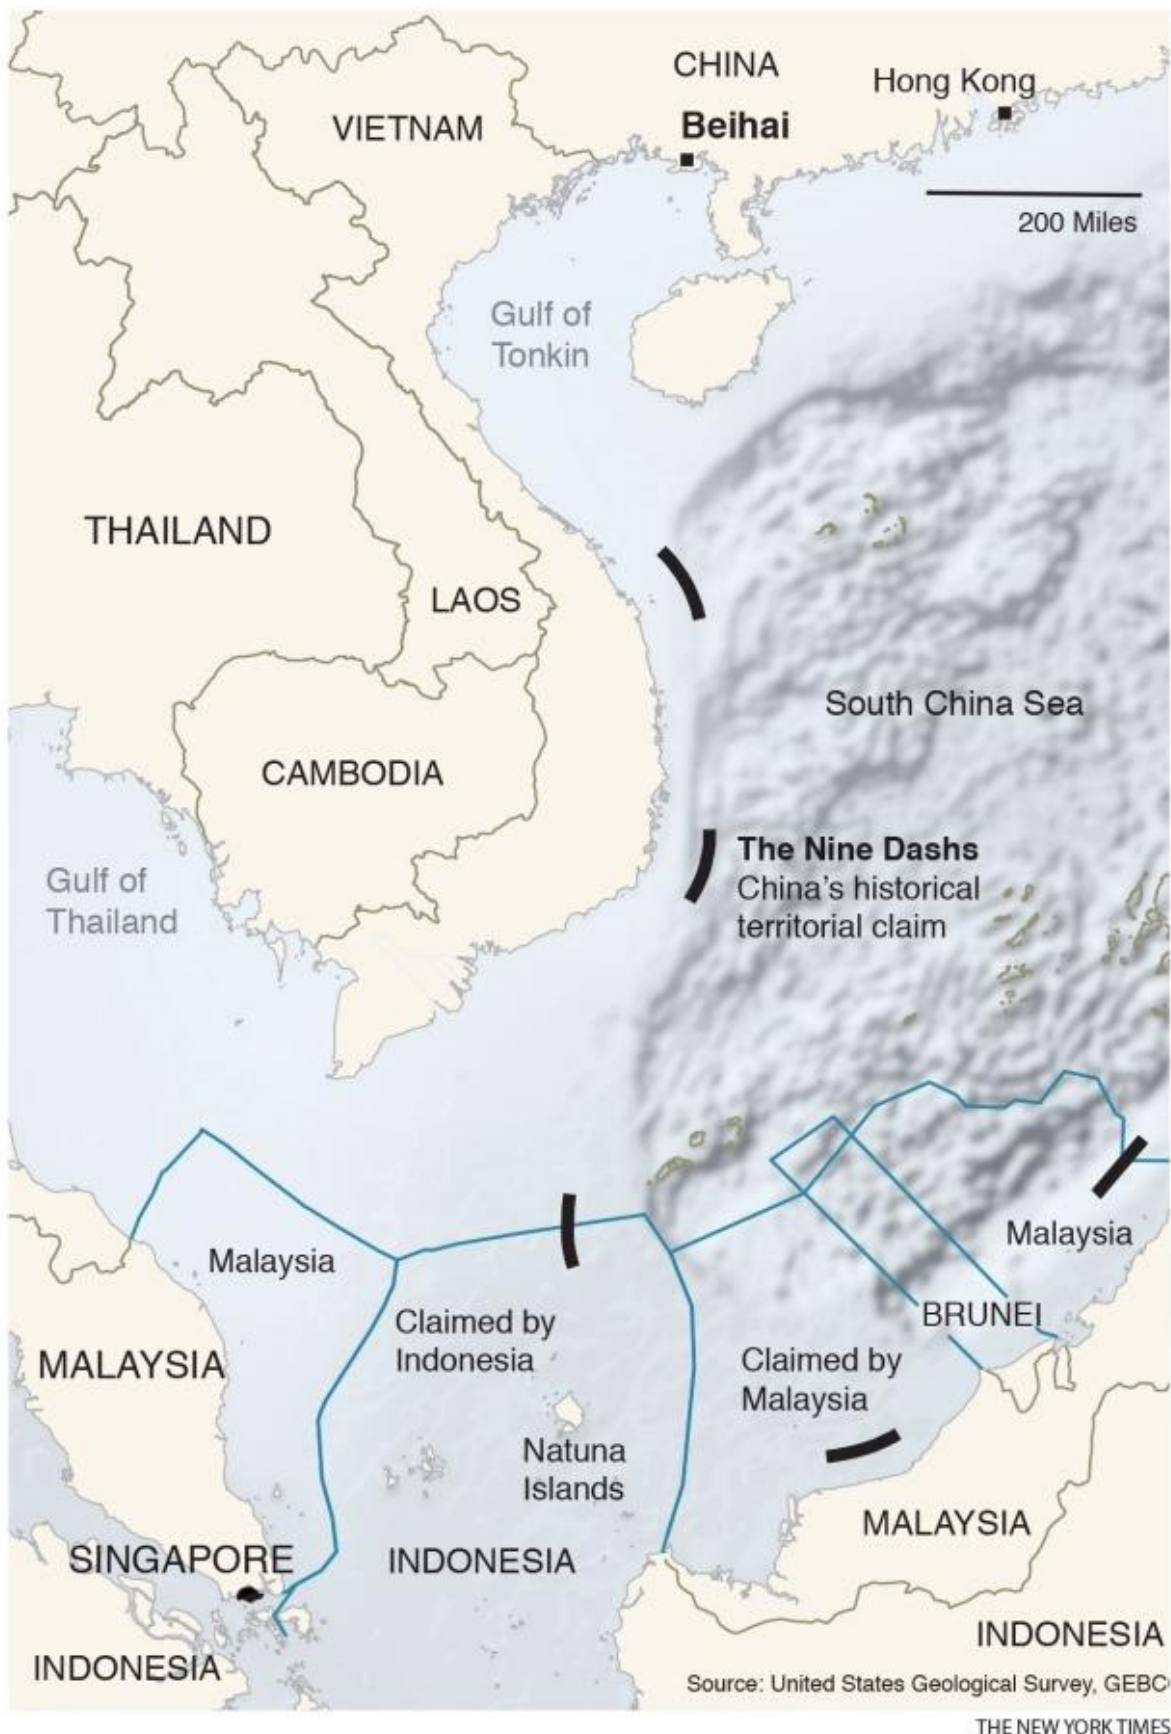 CHINA
Hong Kong
Beihai
VIETNAM
200 Miles
Gulf of
Tonkin
THAILAND
LAOS
South China Sea
CAMBODIA
The Nine Dashs
China’s historical
territorial claim
Gulf of
Thailand
Malaysia
Malaysia
Claimed by
Indonesia
BRUNEI
MALAYSIA
Claimed by
Malaysia
Natuna
Islands
MALAYSIA
SINGAPORE
INDONESIA
INDONESIA
INDONESIA
Source: United States Geological Survey, GEBC
THE NEW YORK TIMES